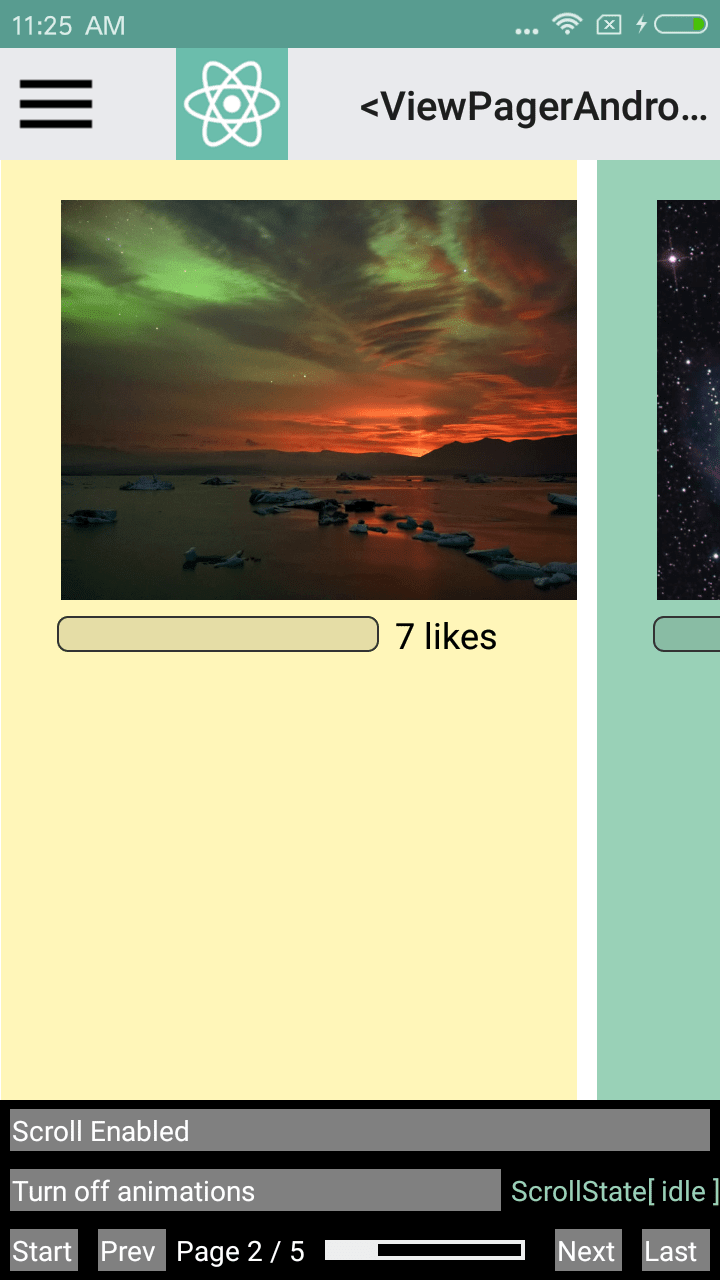 11:25 AM
<ViewPagerAndro...
7 likes
Scroll Enabled
Turn off animations ScrollState[ idle ]
Start Prev Page 2 / 5 Next Last